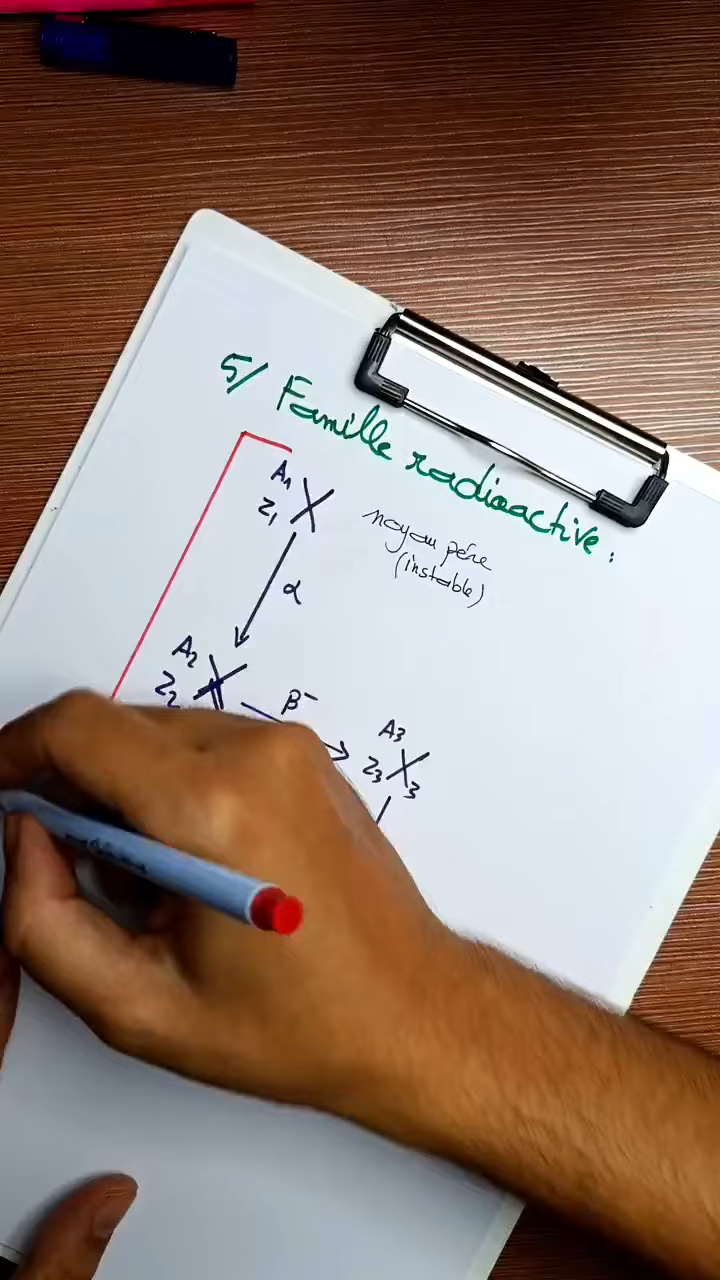 5/ Famille radioactive :
A₁
Z₁ X
noyau père
(instable)
α
A₂
Z₂ X
β⁻
A₃
Z₃ X₃